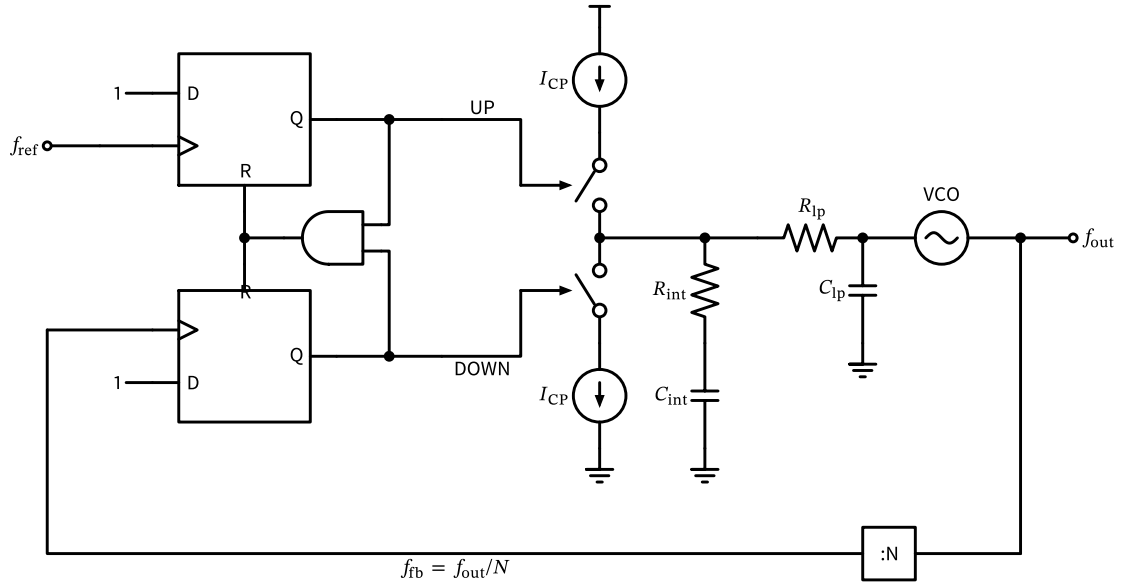 I_CP
1 D
Q
UP
f_ref
R
R_lp
VCO
f_out
R_int
C_lp
R
1 D
Q
DOWN
I_CP
C_int
:N
f_fb = f_out/N